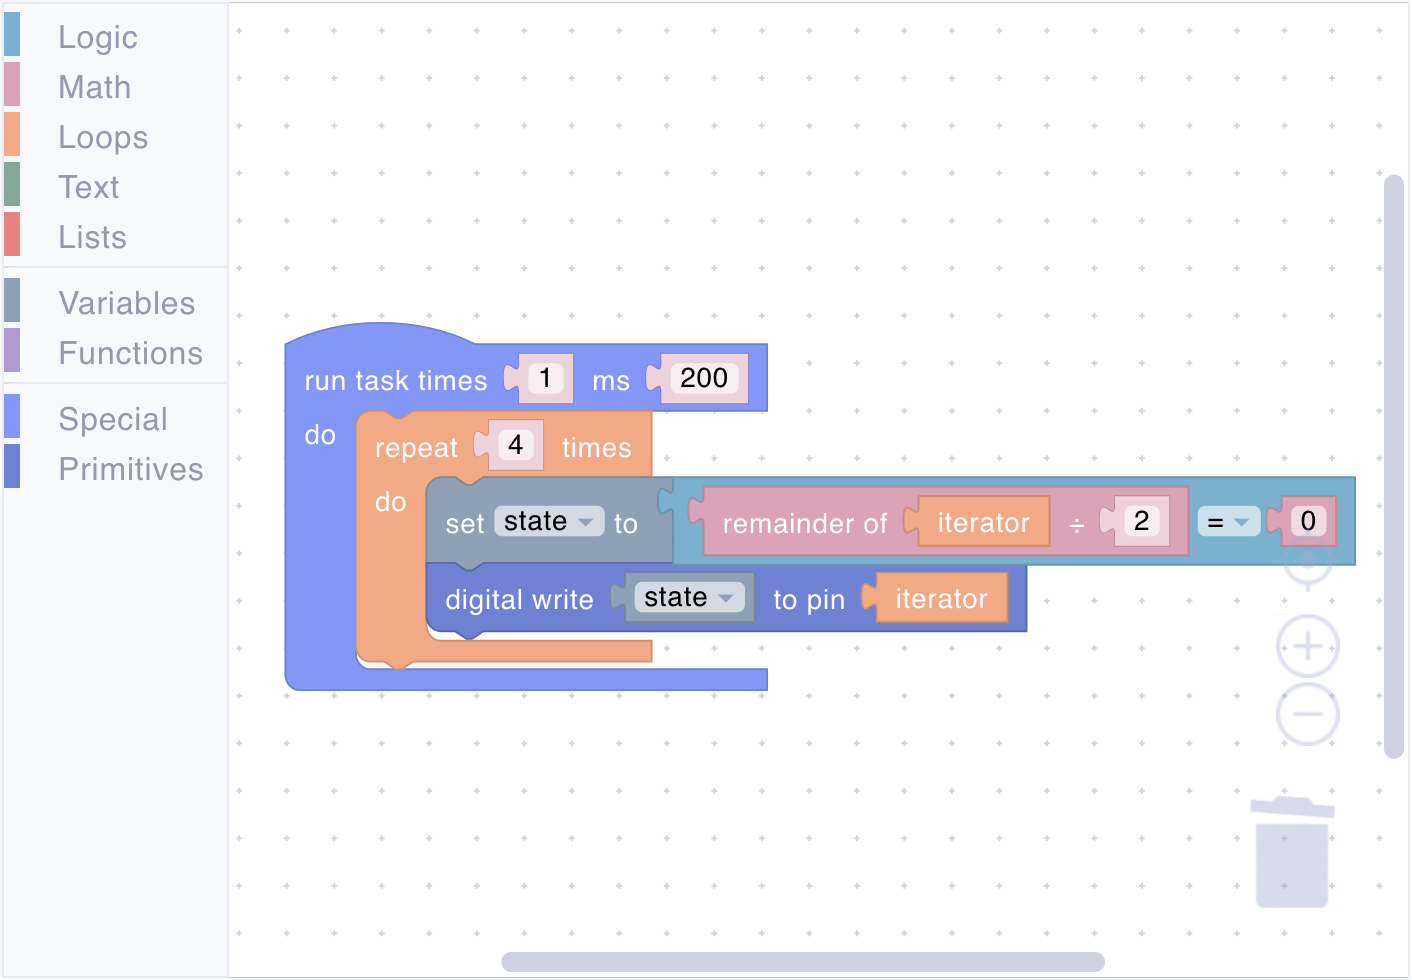 Logic
Math
Loops
Text
Lists
Variables
Functions
Special
Primitives
run task times 1 ms 200
do
repeat 4 times
do
set state to remainder of iterator ÷ 2 = 0
digital write state to pin iterator